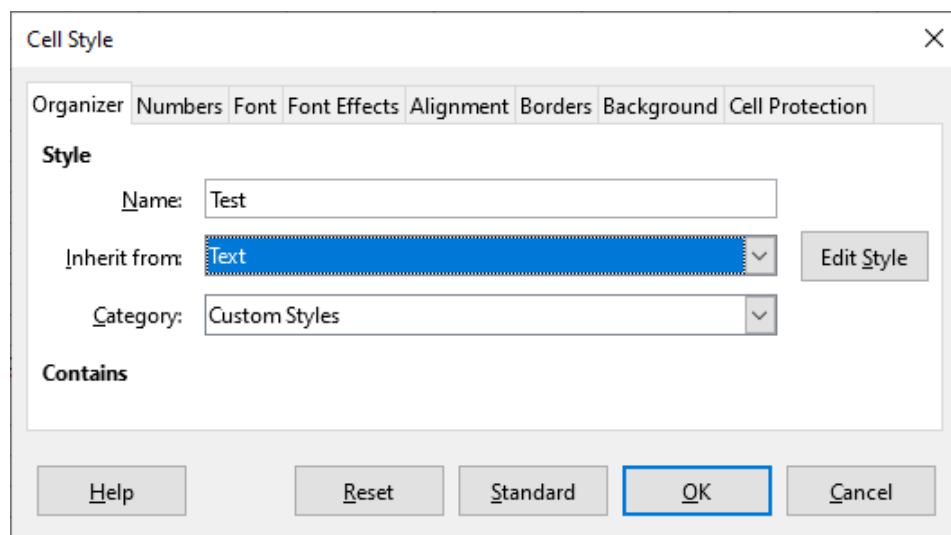 Cell Style
Organizer Numbers Font Font Effects Alignment Borders Background Cell Protection
Style
Name: Test
Inherit from: Text Edit Style
Category: Custom Styles
Contains
Help Reset Standard OK Cancel